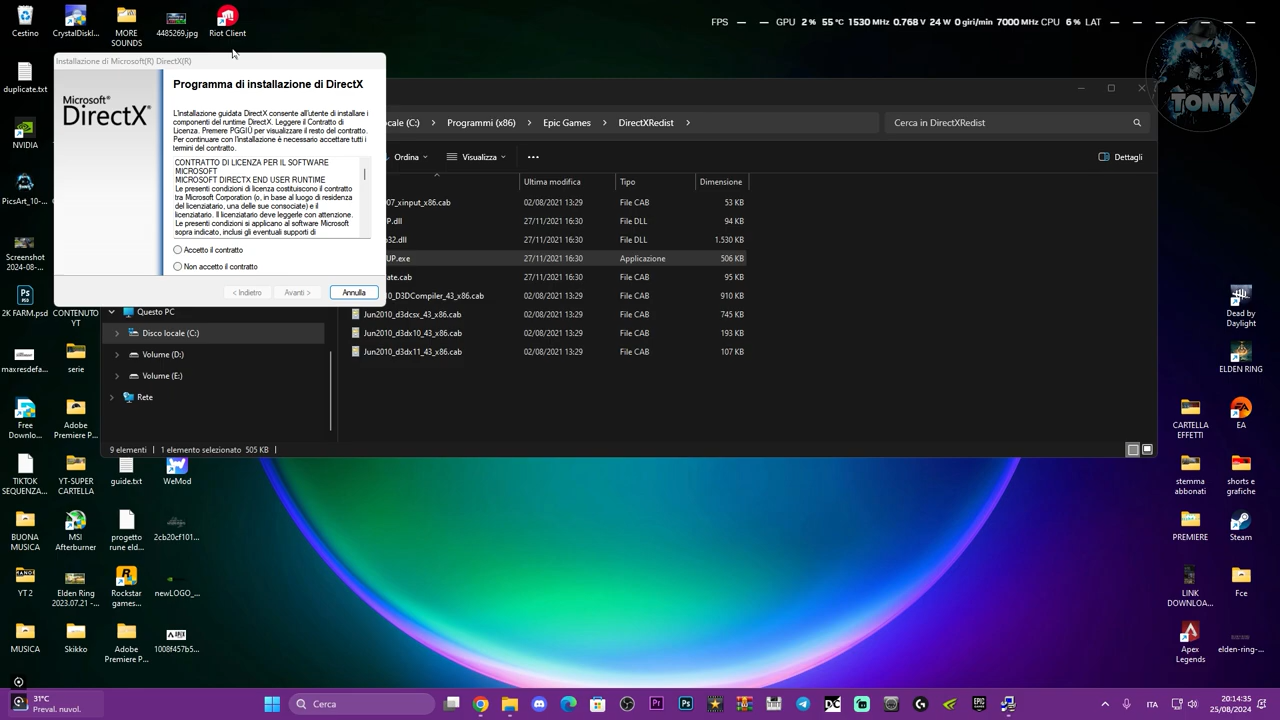 FPS — GPU 2 % 55 °C 1530 MHz 0.768 V 24 W 0 giri/min 7000 MHz CPU 6 % LAT — — — —
Cestino
CrystalDiskI...
MORE SOUNDS
4485269.jpg
Riot Client
TONY
Installazione di Microsoft(R) DirectX(R)
Microsoft®
DirectX®
Programma di installazione di DirectX
L'installazione guidata DirectX consente all'utente di installare i
componenti del runtime DirectX. Leggere il Contratto di
Licenza. Premere PGGIÙ per visualizzare il resto del contratto.
Per continuare con l'installazione è necessario accettare tutti i
termini del contratto.
CONTRATTO DI LICENZA PER IL SOFTWARE
MICROSOFT
MICROSOFT DIRECTX END USER RUNTIME
Le presenti condizioni di licenza costituiscono il contratto
tra Microsoft Corporation (o, in base al luogo di residenza
del licenziatario, una delle sue consociate) e il
licenziatario. Il licenziatario deve leggerle con attenzione.
Le presenti condizioni si applicano al software Microsoft
sopra indicato, inclusi gli eventuali supporti di
Accetto il contratto
Non accetto il contratto
< Indietro
Avanti >
Annulla
ale (C:) > Programmi (x86) > Epic Games > DirectXRedist > DirectXRedist
Ordina
Visualizza
•••
Dettagli
Ultima modifica
Tipo
Dimensione
07_xinput_x86.cab 02/08/2021 13:29 File CAB 53 KB
P.dll 27/11/2021 16:30 File DLL 94 KB
32.dll 27/11/2021 16:30 File DLL 1.530 KB
UP.exe 27/11/2021 16:30 Applicazione 506 KB
ate.cab 27/11/2021 16:30 File CAB 95 KB
10_D3DCompiler_43_x86.cab 02/08/2021 13:29 File CAB 910 KB
Jun2010_d3dcsx_43_x86.cab 02/08/2021 13:29 File CAB 745 KB
Jun2010_d3dx10_43_x86.cab 02/08/2021 13:29 File CAB 193 KB
Jun2010_d3dx11_43_x86.cab 02/08/2021 13:29 File CAB 107 KB
Questo PC
Disco locale (C:)
Volume (D:)
Volume (E:)
Rete
9 elementi
1 elemento selezionato 505 KB
duplicate.txt
NVIDIA
PicsArt_10-...
Screenshot
2024-08-...
2K FARM.psd
CONTENUTO
YT
maxresdefa...
serie
Free
Downlo...
Adobe
Premiere P...
TIKTOK
SEQUENZA...
YT-SUPER
CARTELLA
guide.txt
WeMod
BUONA
MUSICA
MSI
Afterburner
progetto
rune eld...
2cb20cf101...
YT 2
Elden Ring
2023.07.21 -...
Rockstar
games...
newLOGO_...
MUSICA
Skikko
Adobe
Premiere P...
1008f457b5...
Dead by
Daylight
ELDEN RING
CARTELLA
EFFETTI
EA
stemma
abbonati
shorts e
grafiche
PREMIERE
Steam
LINK
DOWNLOA...
Fce
Apex
Legends
elden-ring-...
31°C
Preval. nuvol.
Cerca
ITA
20:14:35
25/08/2024